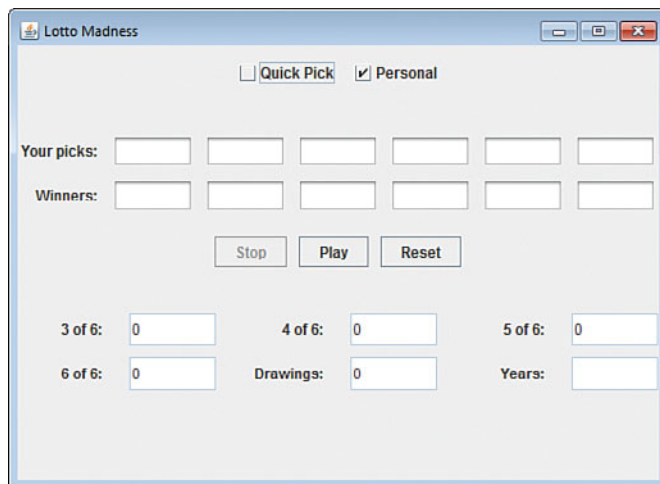 Lotto Madness
Quick Pick Personal
Your picks:
Winners:
Stop Play Reset
3 of 6: 0 4 of 6: 0 5 of 6: 0
6 of 6: 0 Drawings: 0 Years: